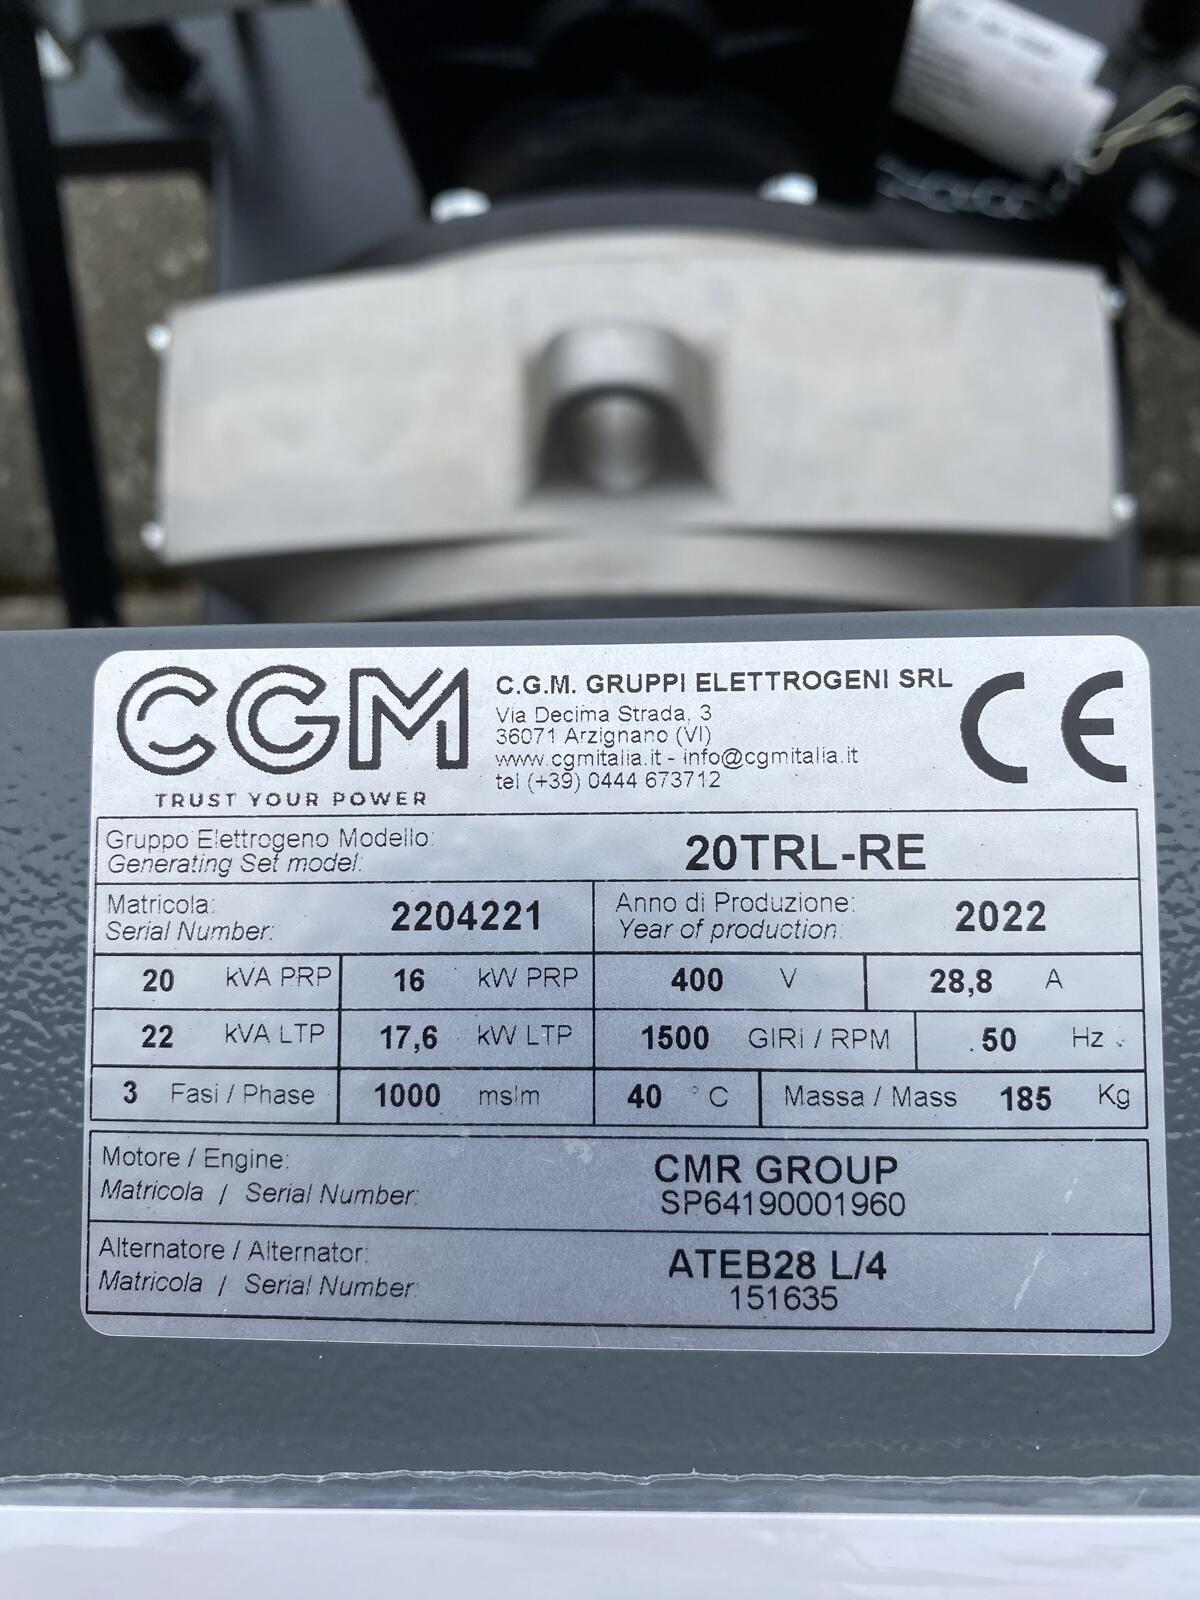 CGM
TRUST YOUR POWER
C.G.M. GRUPPI ELETTROGENI SRL
Via Decima Strada, 3
36071 Arzignano (VI)
www.cgmitalia.it - info@cgmitalia.it
tel (+39) 0444 673712
CE
Gruppo Elettrogeno Modello:
Generating Set model:
20TRL-RE
Matricola:
Serial Number:
2204221
Anno di Produzione:
Year of production:
2022
20 kVA PRP 16 kW PRP 400 V 28,8 A
22 kVA LTP 17,6 kW LTP 1500 GIRI / RPM 50 Hz
3 Fasi / Phase 1000 mslm 40 °C Massa / Mass 185 Kg
Motore / Engine: CMR GROUP
Matricola / Serial Number: SP64190001960
Alternatore / Alternator: ATEB28 L/4
Matricola / Serial Number: 151635